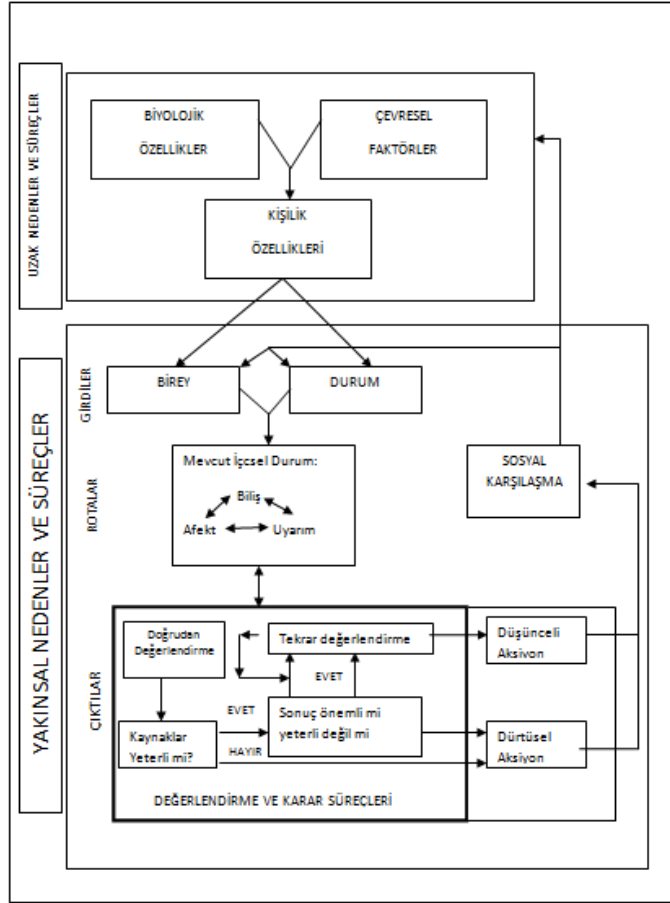 UZAK NEDENLER VE SÜREÇLER
BİYOLOJİK
ÖZELLİKLER
ÇEVRESEL
FAKTÖRLER
KİŞİLİK
ÖZELLİKLERİ
YAKINSAL NEDENLER VE SÜREÇLER
GİRDİLER
BİREY
DURUM
ROTALAR
Mevcut İçcsel Durum:
Biliş
Afekt
Uyarım
SOSYAL
KARŞILAŞMA
ÇIKTILAR
Doğrudan
Değerlendirme
Tekrar değerlendirme
Düşünceli
Aksiyon
EVET
EVET
Kaynaklar
Yeterli mi?
Sonuç önemli mi
yeterli değil mi
HAYIR
Dürtüsel
Aksiyon
DEĞERLENDİRME VE KARAR SÜREÇLERİ